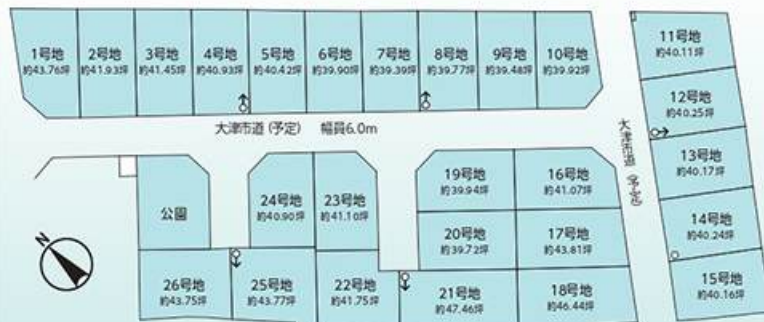 1号地
約43.76坪
2号地
約41.93坪
3号地
約41.45坪
4号地
約40.93坪
5号地
約40.42坪
6号地
約39.90坪
7号地
約39.39坪
8号地
約39.77坪
9号地
約39.48坪
10号地
約39.92坪
11号地
約40.11坪
12号地
約40.25坪
13号地
約40.17坪
14号地
約40.24坪
15号地
約40.16坪
大津市道(予定) 幅員6.0m
大津市道(予定)
公園
24号地
約40.90坪
23号地
約41.10坪
19号地
約39.94坪
16号地
約41.07坪
20号地
約39.72坪
17号地
約43.81坪
26号地
約43.75坪
25号地
約43.77坪
22号地
約41.75坪
21号地
約47.46坪
18号地
約46.44坪
N